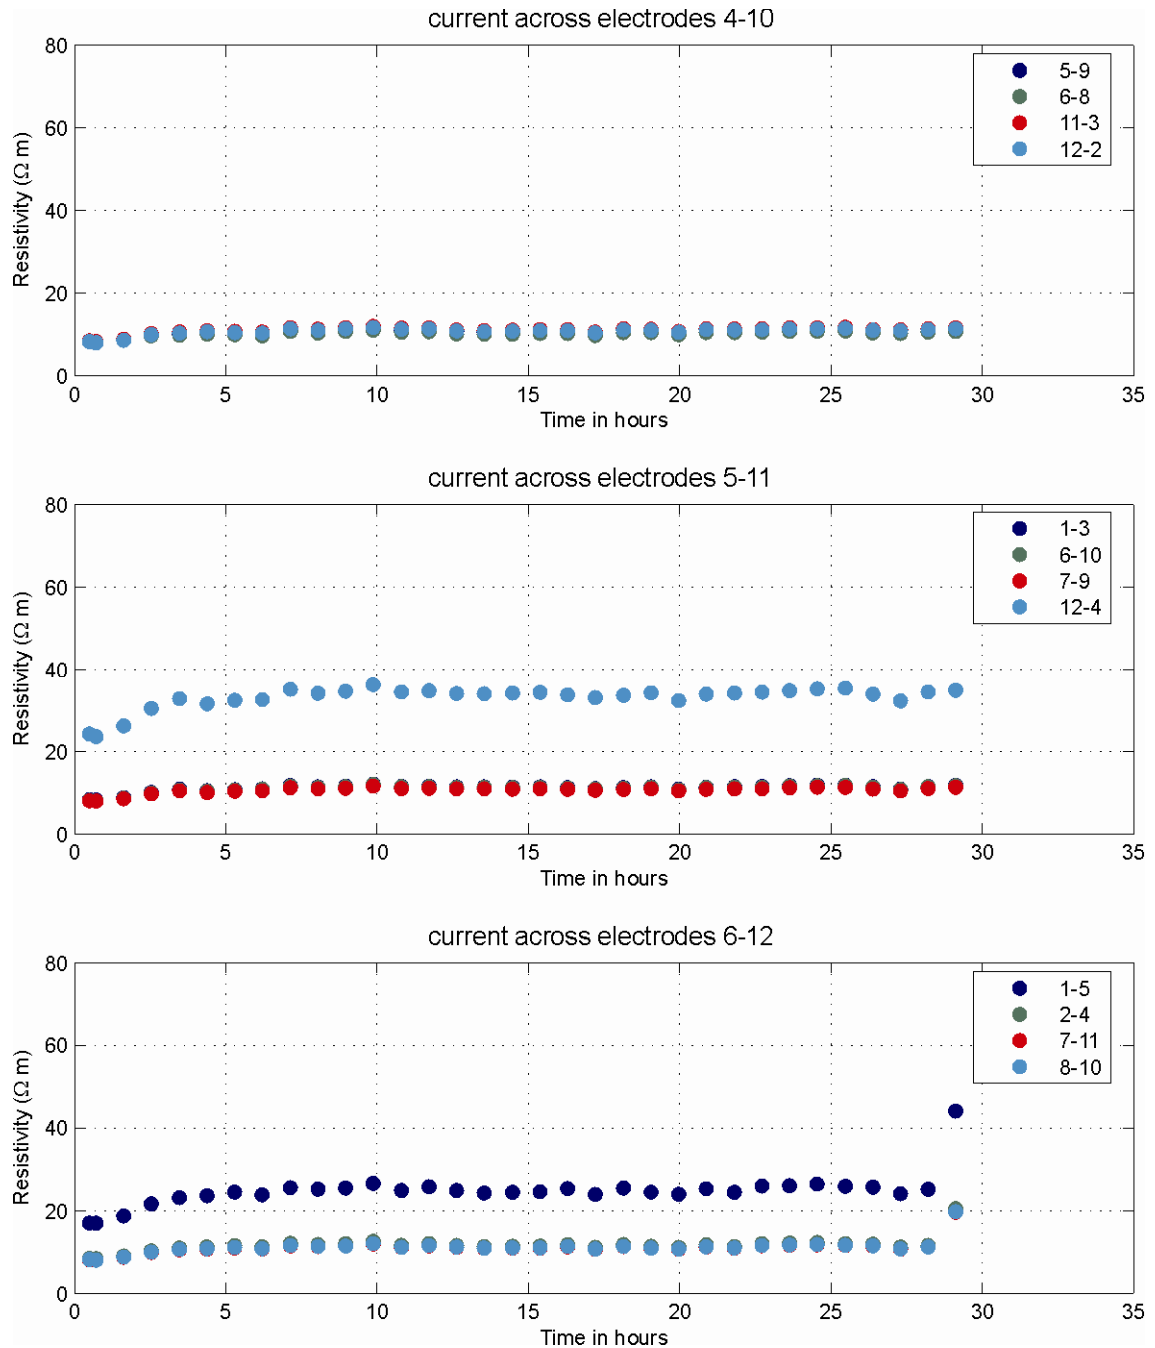 current across electrodes 4-10
80
60
40
20
0
Resistivity (Ω m)
5-9
6-8
11-3
12-2
0 5 10 15 20 25 30 35
Time in hours
current across electrodes 5-11
80
60
40
20
0
Resistivity (Ω m)
1-3
6-10
7-9
12-4
0 5 10 15 20 25 30 35
Time in hours
current across electrodes 6-12
80
60
40
20
0
Resistivity (Ω m)
1-5
2-4
7-11
8-10
0 5 10 15 20 25 30 35
Time in hours